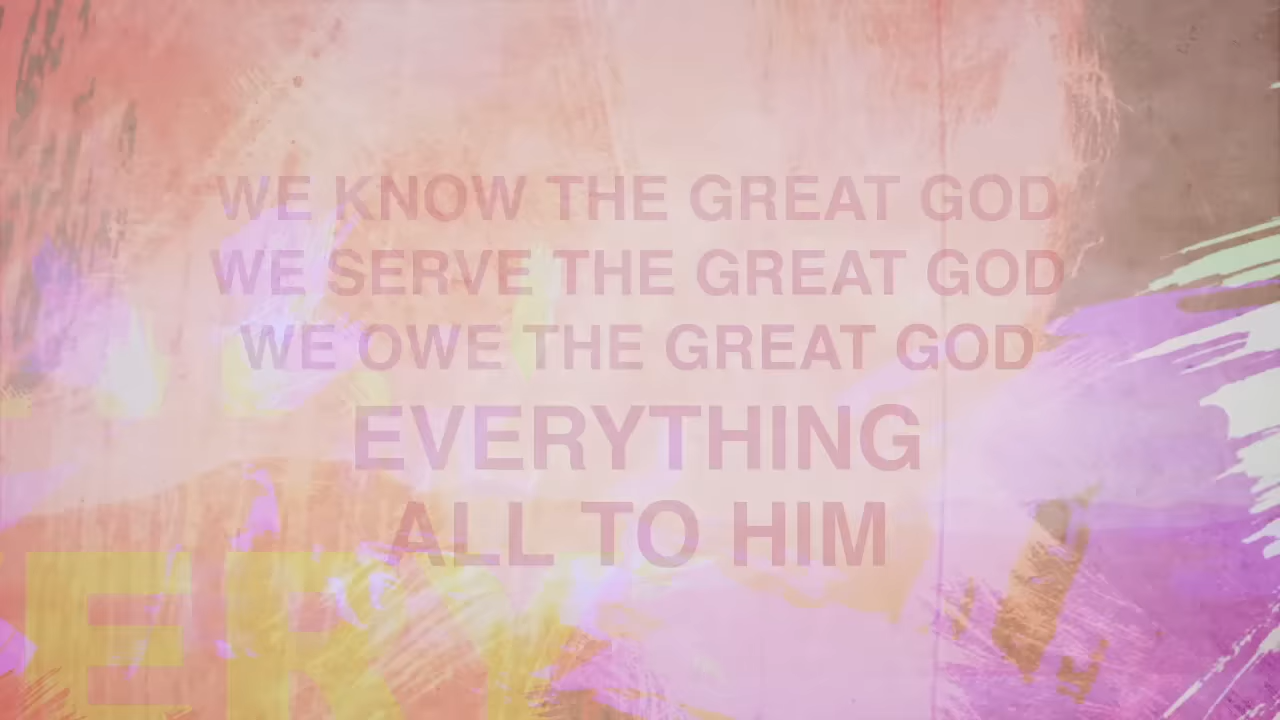 WE KNOW THE GREAT GOD
WE SERVE THE GREAT GOD
WE OWE THE GREAT GOD
EVERYTHING
ALL TO HIM
ERY